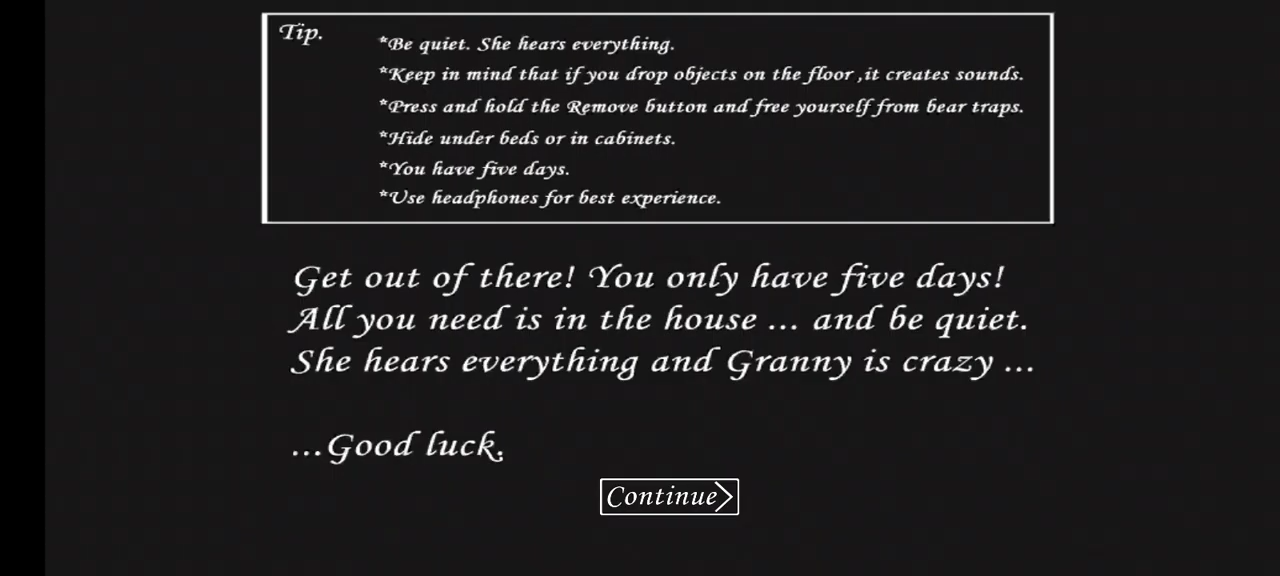 Tip.
*Be quiet. She hears everything.
*Keep in mind that if you drop objects on the floor ,it creates sounds.
*Press and hold the Remove button and free yourself from bear traps.
*Hide under beds or in cabinets.
*You have five days.
*Use headphones for best experience.
Get out of there! You only have five days!
All you need is in the house ... and be quiet.
She hears everything and Granny is crazy ...
...Good luck.
Continue